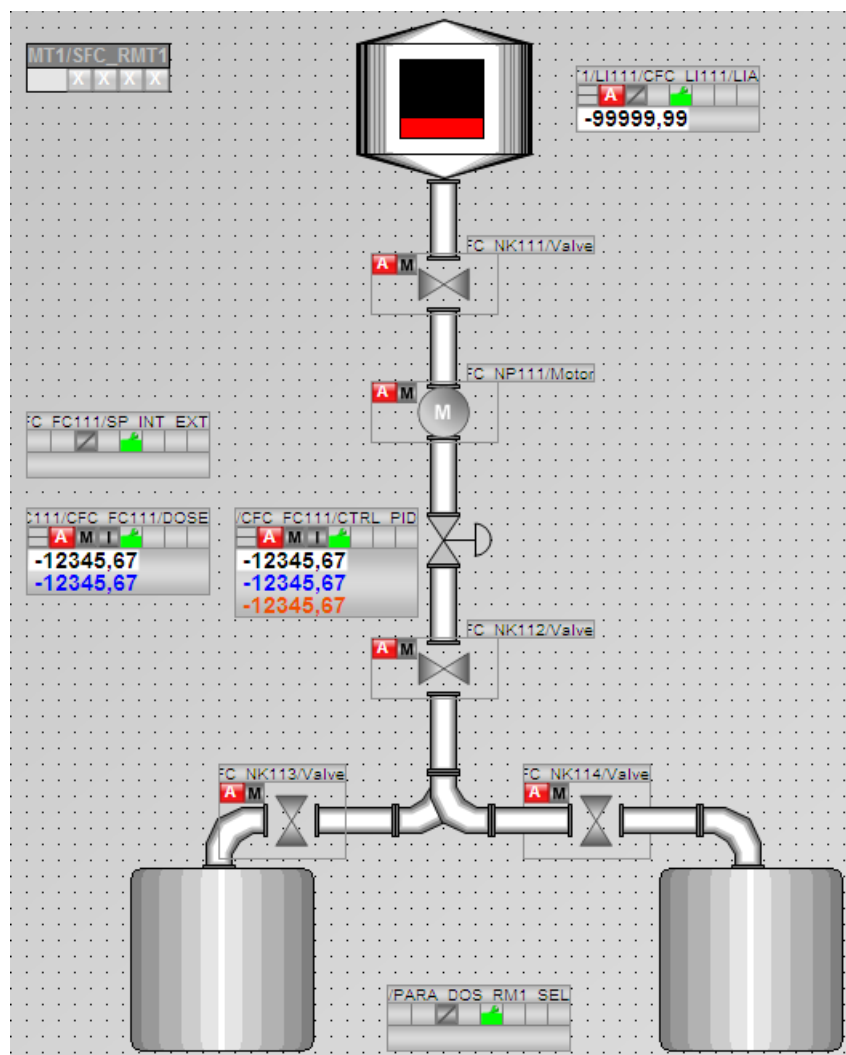 MT1/SFC_RMT1
X X X X
1/LI111/CFC_LI111/LIA
A
-99999,99
FC_NK111/Valve
A M
FC_NP111/Motor
A M
M
FC_FC111/SP_INT_EXT
C111/CFC_FC111/DOSE
A M I
-12345,67
-12345,67
/CFC_FC111/CTRL_PID
A M I
-12345,67
-12345,67
-12345,67
FC_NK112/Valve
A M
FC_NK113/Valve
A M
FC_NK114/Valve
A M
/PARA_DOS_RM1_SEL